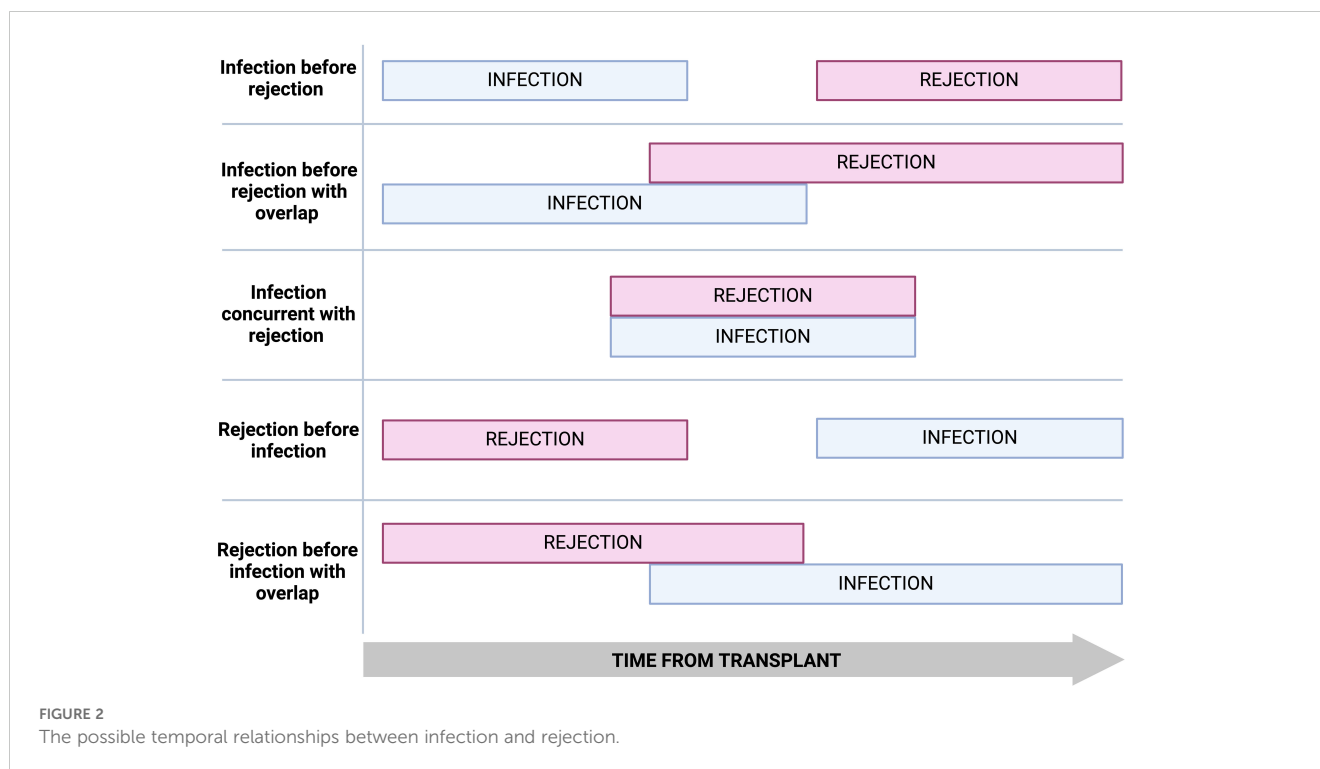 Infection before
rejection
INFECTION
REJECTION
Infection before
rejection with
overlap
REJECTION
INFECTION
Infection
concurrent with
rejection
REJECTION
INFECTION
Rejection before
infection
REJECTION
INFECTION
Rejection before
infection with
overlap
REJECTION
INFECTION
TIME FROM TRANSPLANT
FIGURE 2
The possible temporal relationships between infection and rejection.